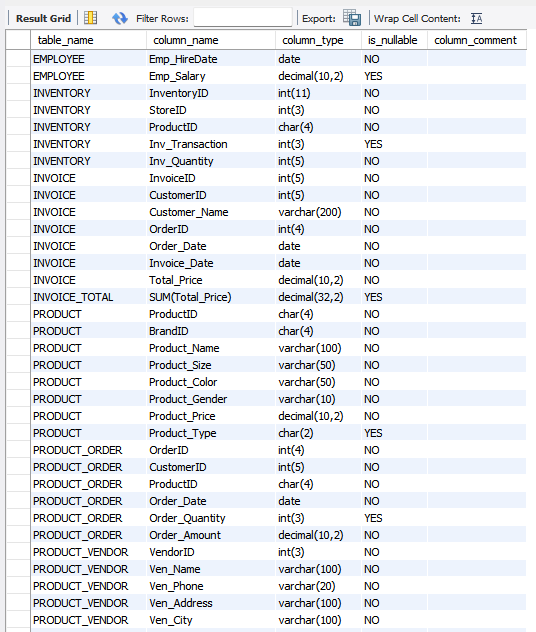 Result Grid Filter Rows: Export: Wrap Cell Content: IA
table_name column_name column_type is_nullable column_comment
EMPLOYEE Emp_HireDate date NO
EMPLOYEE Emp_Salary decimal(10,2) YES
INVENTORY InventoryID int(11) NO
INVENTORY StoreID int(3) NO
INVENTORY ProductID char(4) NO
INVENTORY Inv_Transaction int(3) YES
INVENTORY Inv_Quantity int(5) NO
INVOICE InvoiceID int(5) NO
INVOICE CustomerID int(5) NO
INVOICE Customer_Name varchar(200) NO
INVOICE OrderID int(4) NO
INVOICE Order_Date date NO
INVOICE Invoice_Date date NO
INVOICE Total_Price decimal(10,2) NO
INVOICE_TOTAL SUM(Total_Price) decimal(32,2) YES
PRODUCT ProductID char(4) NO
PRODUCT BrandID char(4) NO
PRODUCT Product_Name varchar(100) NO
PRODUCT Product_Size varchar(50) NO
PRODUCT Product_Color varchar(50) NO
PRODUCT Product_Gender varchar(10) NO
PRODUCT Product_Price decimal(10,2) NO
PRODUCT Product_Type char(2) YES
PRODUCT_ORDER OrderID int(4) NO
PRODUCT_ORDER CustomerID int(5) NO
PRODUCT_ORDER ProductID char(4) NO
PRODUCT_ORDER Order_Date date NO
PRODUCT_ORDER Order_Quantity int(3) YES
PRODUCT_ORDER Order_Amount decimal(10,2) NO
PRODUCT_VENDOR VendorID int(3) NO
PRODUCT_VENDOR Ven_Name varchar(100) NO
PRODUCT_VENDOR Ven_Phone varchar(20) NO
PRODUCT_VENDOR Ven_Address varchar(100) NO
PRODUCT_VENDOR Ven_City varchar(100) NO